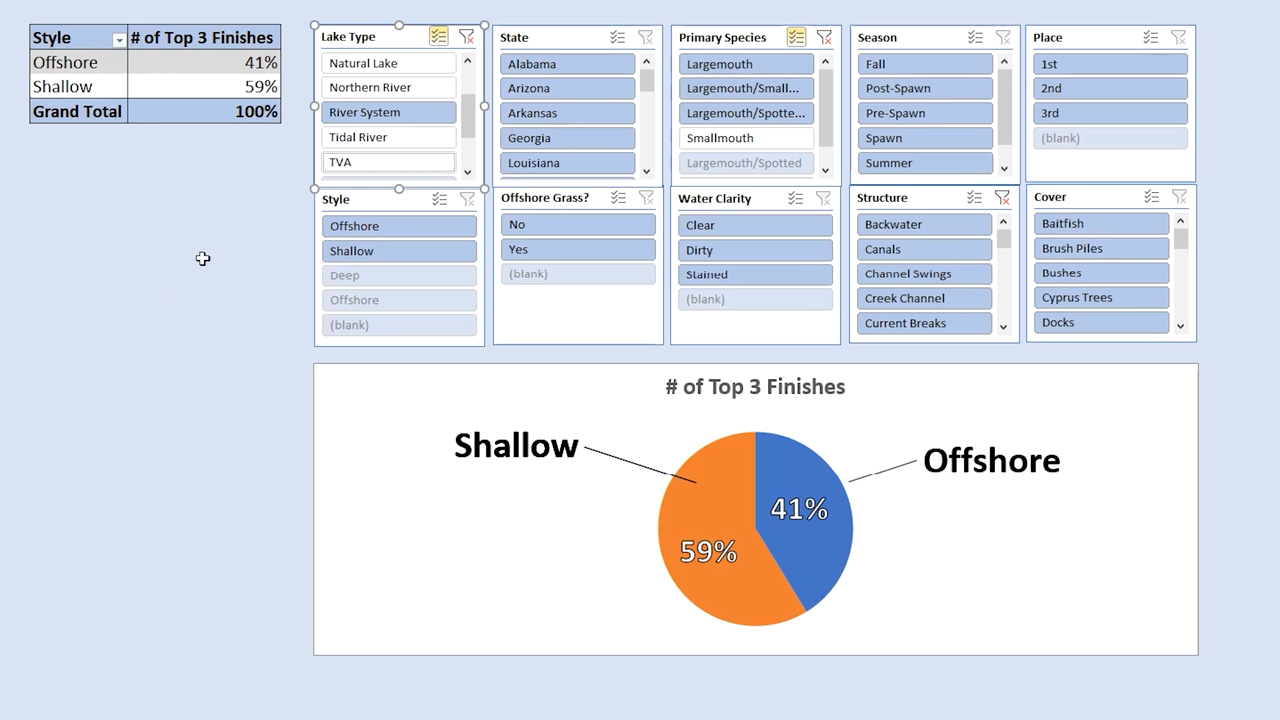 Style # of Top 3 Finishes
Offshore 41%
Shallow 59%
Grand Total 100%
Lake Type
Natural Lake
Northern River
River System
Tidal River
TVA
State
Alabama
Arizona
Arkansas
Georgia
Louisiana
Primary Species
Largemouth
Largemouth/Small...
Largemouth/Spotte...
Smallmouth
Largemouth/Spotted
Season
Fall
Post-Spawn
Pre-Spawn
Spawn
Summer
Place
1st
2nd
3rd
(blank)
Style
Offshore
Shallow
Deep
Offshore
(blank)
Offshore Grass?
No
Yes
(blank)
Water Clarity
Clear
Dirty
Stained
(blank)
Structure
Backwater
Canals
Channel Swings
Creek Channel
Current Breaks
Cover
Baitfish
Brush Piles
Bushes
Cyprus Trees
Docks
# of Top 3 Finishes
Shallow
Offshore
41%
59%